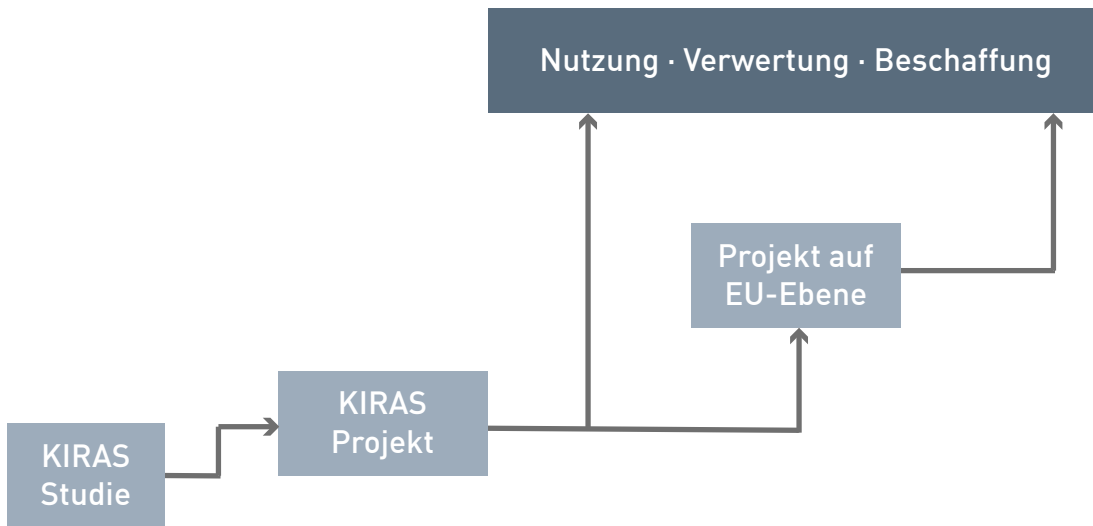 Nutzung · Verwertung · Beschaffung
Projekt auf
EU-Ebene
KIRAS
Projekt
KIRAS
Studie